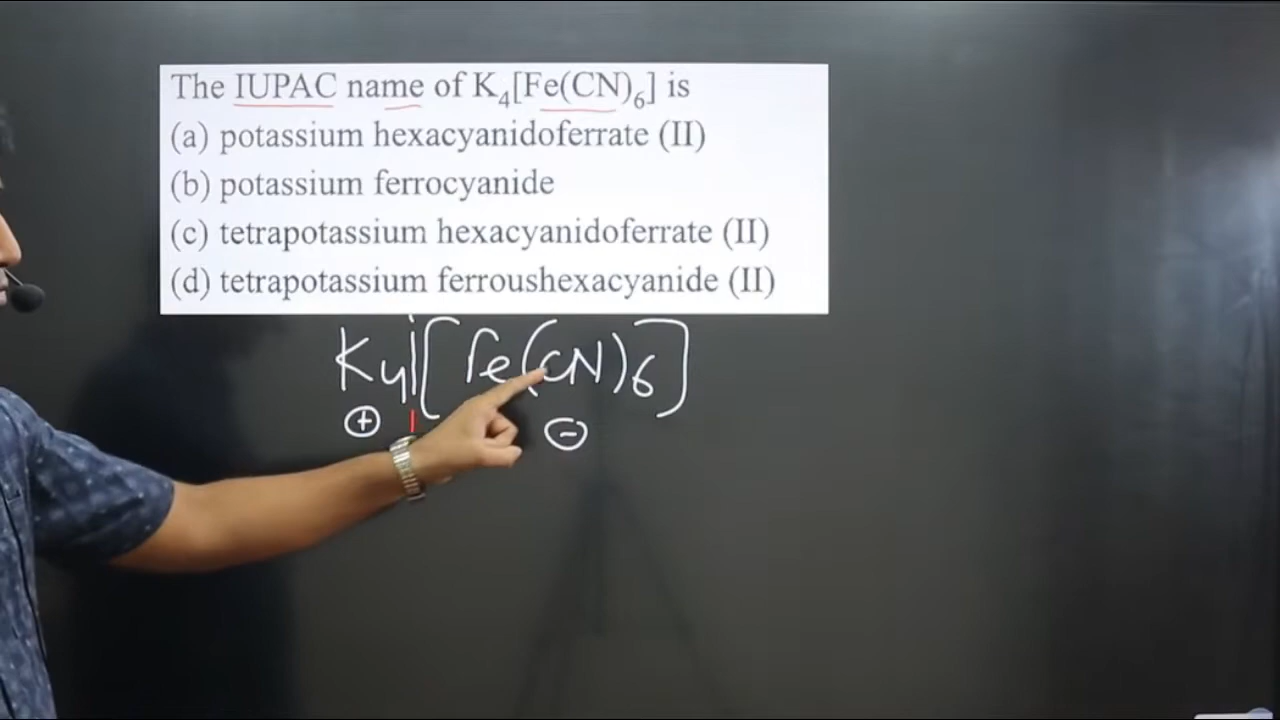 The IUPAC name of K₄[Fe(CN)₆] is
(a) potassium hexacyanidoferrate (II)
(b) potassium ferrocyanide
(c) tetrapotassium hexacyanidoferrate (II)
(d) tetrapotassium ferroushexacyanide (II)
K4|[Fe(CN)6]
⊕ | ⊖